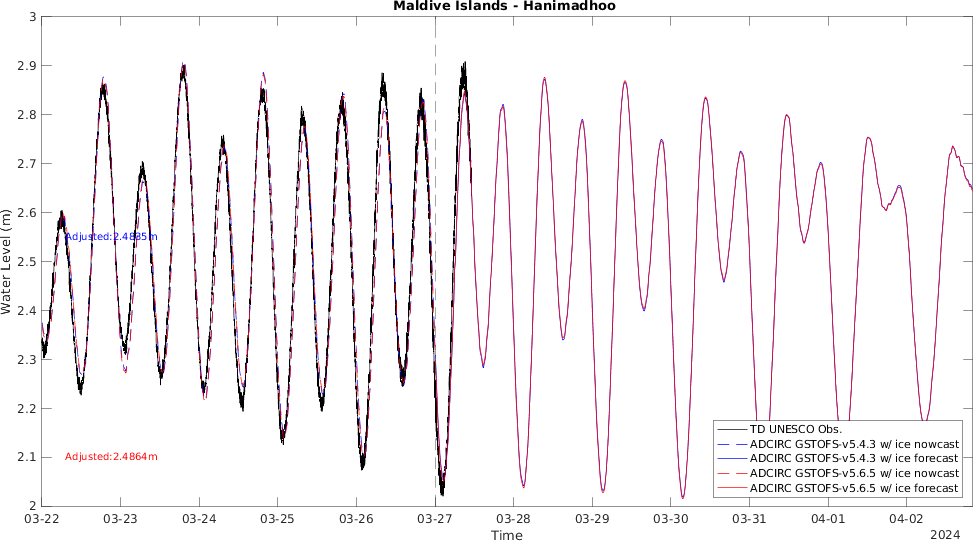 Maldive Islands - Hanimadhoo
3
2.9
2.8
2.7
2.6
2.5
2.4
2.3
2.2
2.1
2
Water Level (m)
Adjusted:2.4835m
Adjusted:2.4864m
TD UNESCO Obs.
ADCIRC GSTOFS-v5.4.3 w/ ice nowcast
ADCIRC GSTOFS-v5.4.3 w/ ice forecast
ADCIRC GSTOFS-v5.6.5 w/ ice nowcast
ADCIRC GSTOFS-v5.6.5 w/ ice forecast
03-22 03-23 03-24 03-25 03-26 03-27 03-28 03-29 03-30 03-31 04-01 04-02
Time
2024